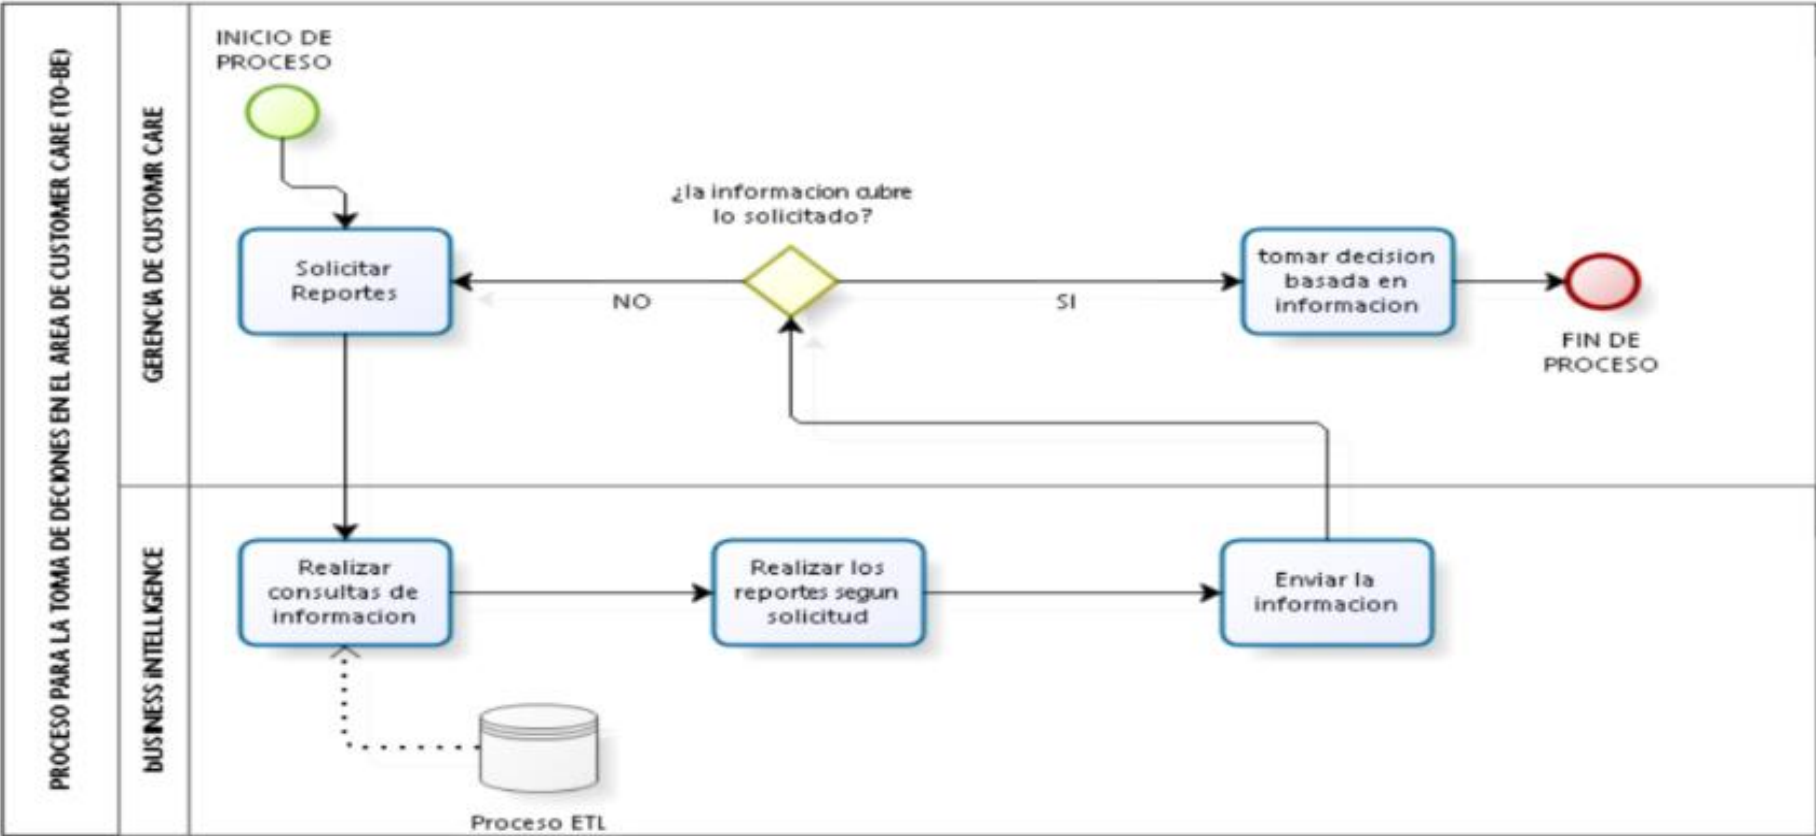 PROCESO PARA LA TOMA DE DECIONES EN EL AREA DE CUSTOMER CARE (TO-BE)
GERENCIA DE CUSTOMR CARE
INICIO DE
PROCESO
Solicitar
Reportes
¿la informacion cubre
lo solicitado?
NO
SI
tomar decision
basada en
informacion
FIN DE
PROCESO
bUSINESS iNTELLIGENCE
Realizar
consultas de
informacion
Realizar los
reportes segun
solicitud
Enviar la
informacion
Proceso ETL